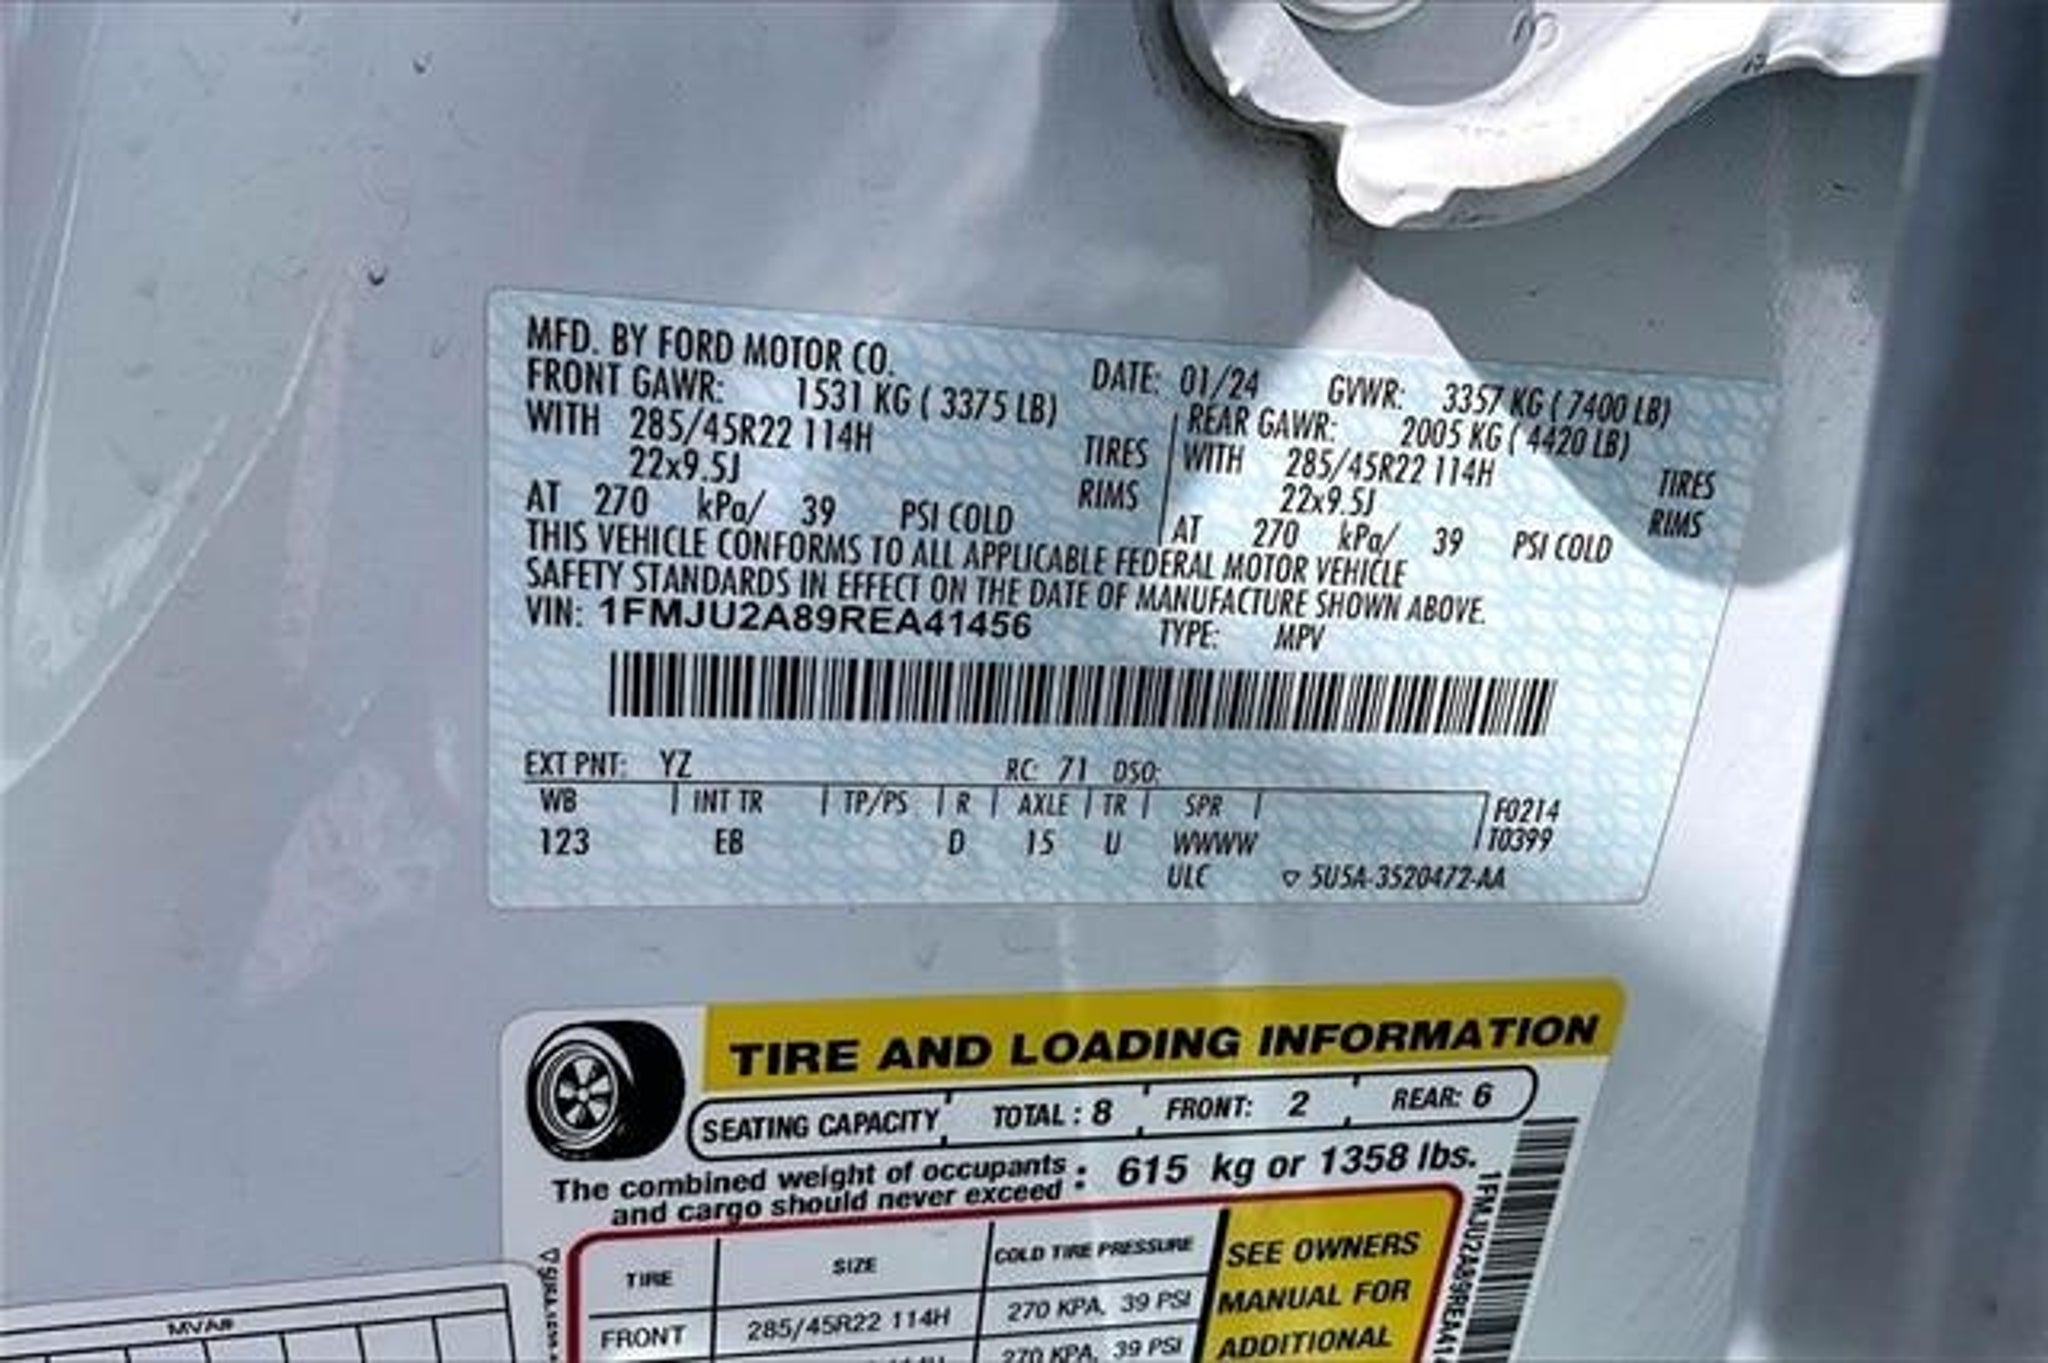 MFD. BY FORD MOTOR CO.
DATE: 01/24 GVWR: 3357 KG ( 7400 LB)
FRONT GAWR: 1531 KG ( 3375 LB) REAR GAWR: 2005 KG ( 4420 LB)
WITH 285/45R22 114H TIRES WITH 285/45R22 114H TIRES
22x9.5J RIMS 22x9.5J RIMS
AT 270 kPa/ 39 PSI COLD AT 270 kPa/ 39 PSI COLD
THIS VEHICLE CONFORMS TO ALL APPLICABLE FEDERAL MOTOR VEHICLE
SAFETY STANDARDS IN EFFECT ON THE DATE OF MANUFACTURE SHOWN ABOVE.
VIN: 1FMJU2A89REA41456 TYPE: MPV
EXT PNT: YZ RC: 71 DSO:
WB INT TR TP/PS R AXLE TR SPR F0214
123 EB D 15 U WWWW T0399
ULC 5U5A-3520472-AA
TIRE AND LOADING INFORMATION
SEATING CAPACITY TOTAL : 8 FRONT: 2 REAR: 6
The combined weight of occupants
and cargo should never exceed : 615 kg or 1358 lbs.
TIRE SIZE COLD TIRE PRESSURE SEE OWNERS
FRONT 285/45R22 114H 270 KPA, 39 PSI MANUAL FOR
114H 270 KPA, 39 PSI ADDITIONAL
1FMJU2A89REA41
MVA#